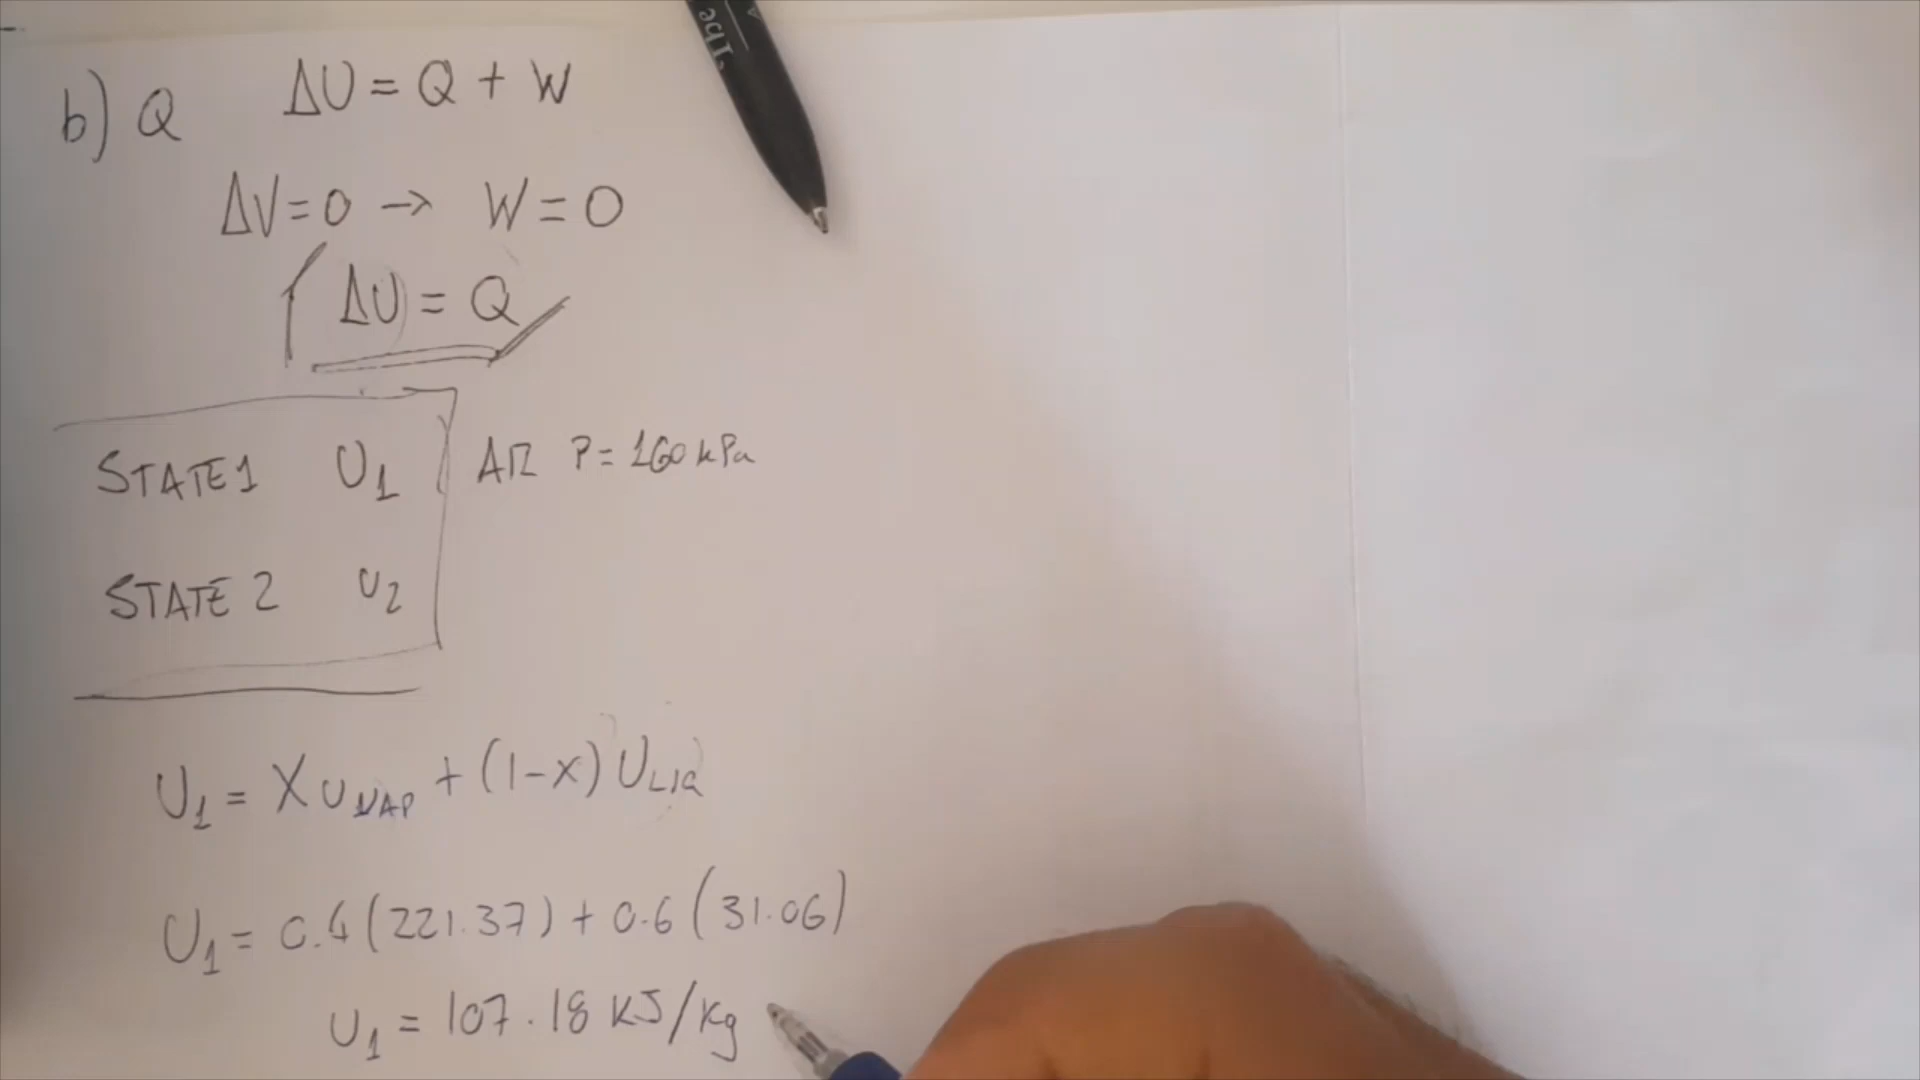 b) Q ΔU = Q + W
ΔV=0 → W=0
ΔU = Q
STATE 1 U1 AT P=160 kPa
STATE 2 U2
U1 = X UVAP + (1-X) ULIQ
U1 = 0.4(221.37) + 0.6(31.06)
U1 = 107.18 KJ/Kg